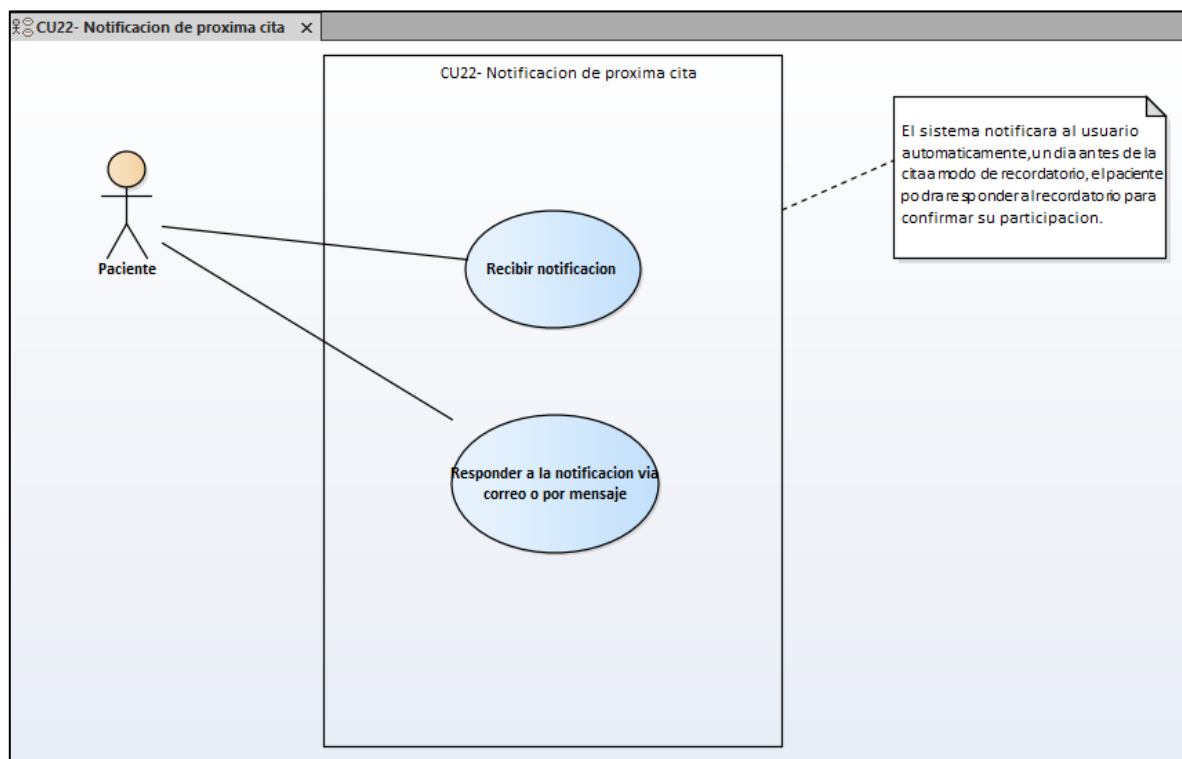 CU22- Notificacion de proxima cita
CU22- Notificacion de proxima cita
El sistema notificara al usuario
automaticamente,un dia antes de la
cita a modo de recordatorio, el paciente
podra responder al recordatorio para
confirmar su participacion.
Paciente
Recibir notificacion
Responder a la notificacion via
correo o por mensaje